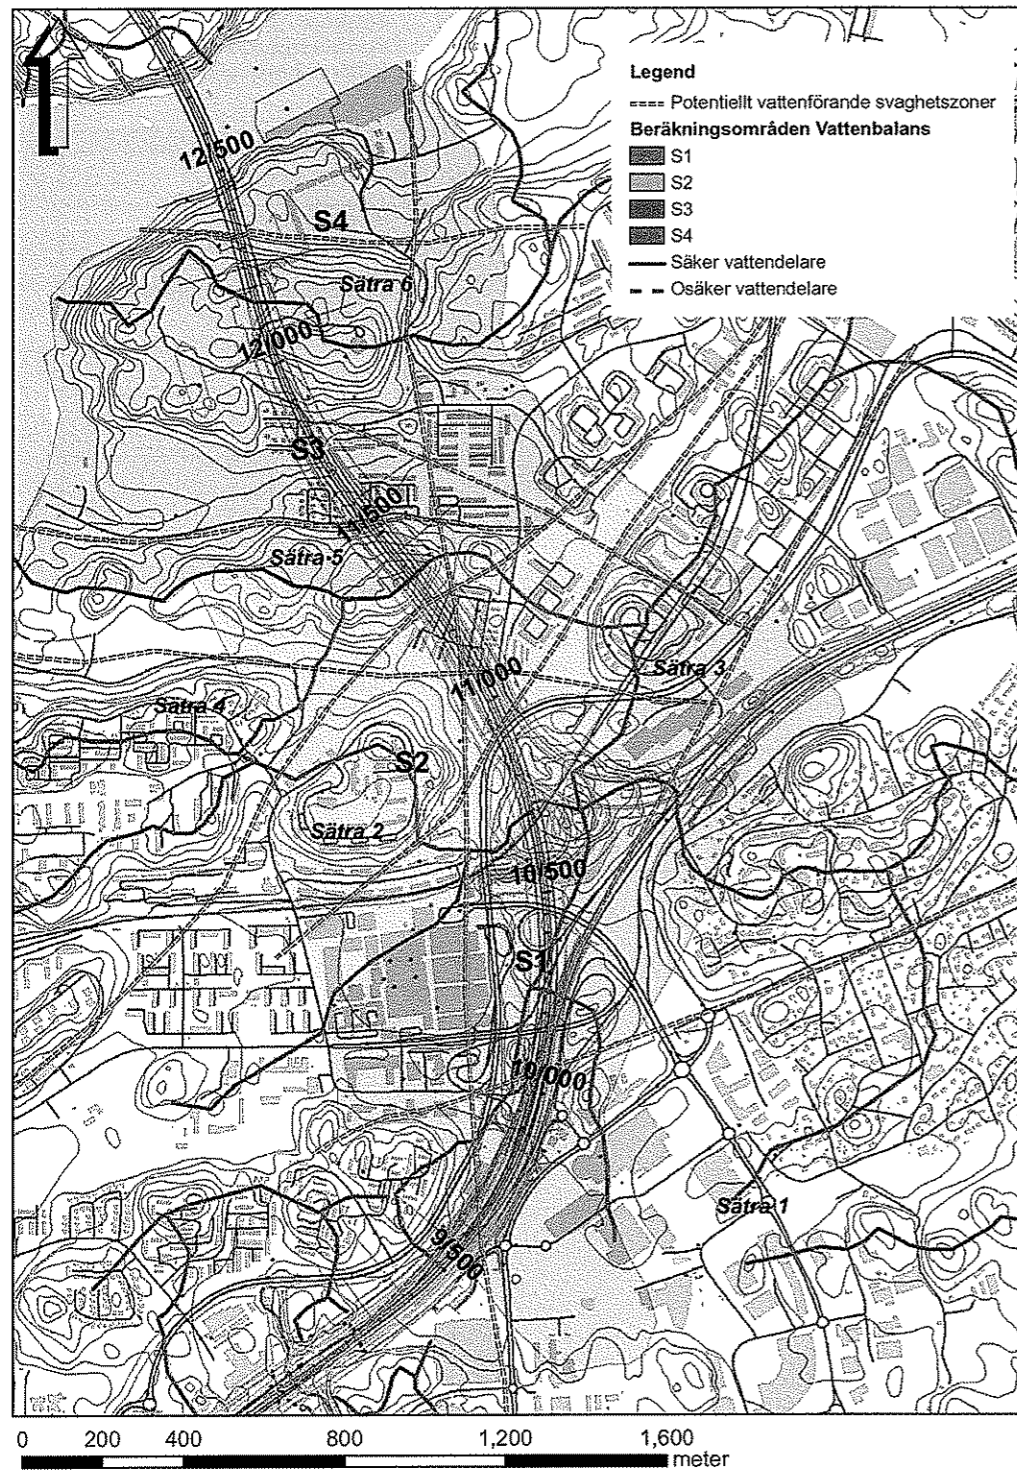 Legend
Potentiellt vattenförande svaghetszoner
Beräkningsområden Vattenbalans
S1
S2
S3
S4
Säker vattendelare
Osäker vattendelare
12/500
S4
Sätra 6
12/000
S3
11/500
Sätra 5
11/000
Sätra 3
Sätra 4
S2
Sätra 2
10/500
S1
10/000
Sätra 1
9/500
0 200 400 800 1,200 1,600
meter